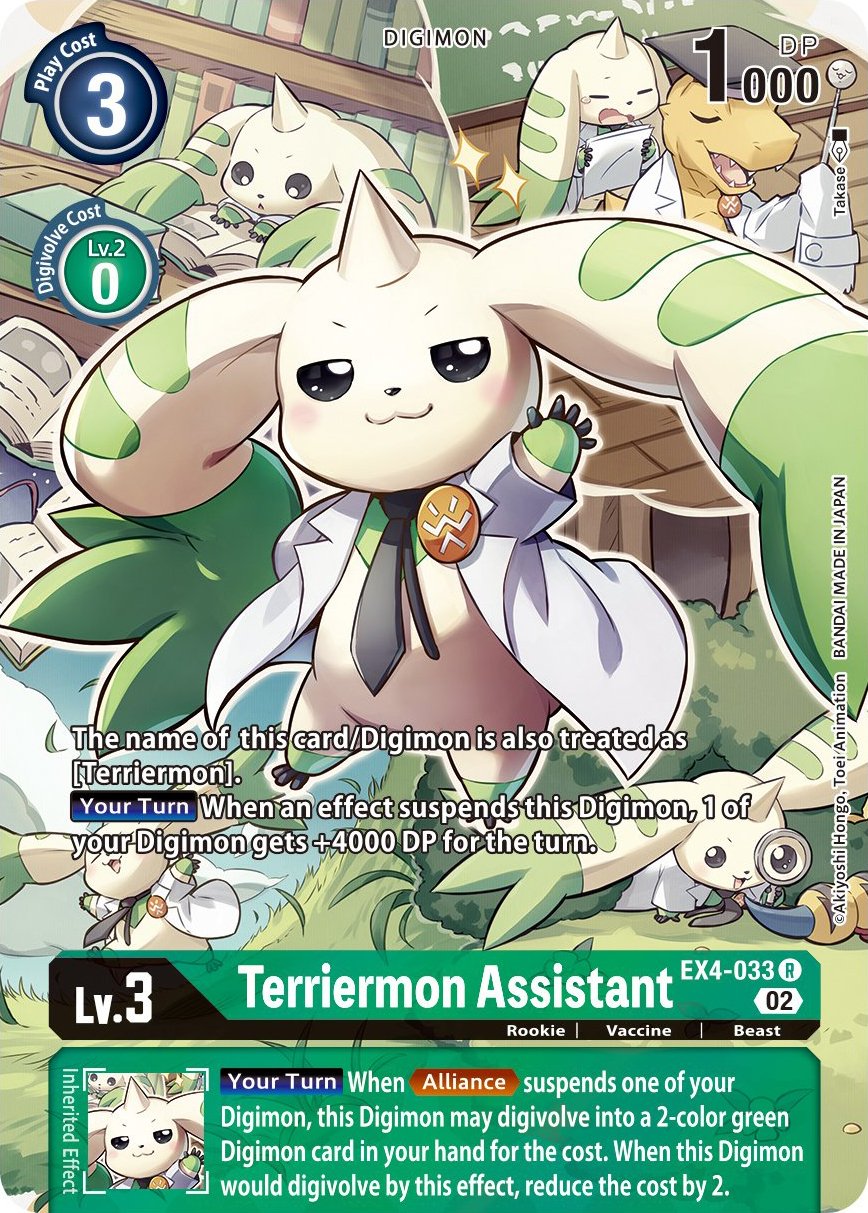 DIGIMON
Play Cost
3
1000
DP
Digivolve Cost
Lv.2
0
Takase
BANDAI MADE IN JAPAN
©Akiyoshi Hongo, Toei Animation
The name of this card/Digimon is also treated as
[Terriermon].
Your Turn When an effect suspends this Digimon, 1 of
your Digimon gets +4000 DP for the turn.
Lv.3
Terriermon Assistant
EX4-033 R
02
Rookie | Vaccine | Beast
Inherited Effect
Your Turn When Alliance suspends one of your
Digimon, this Digimon may digivolve into a 2-color green
Digimon card in your hand for the cost. When this Digimon
would digivolve by this effect, reduce the cost by 2.